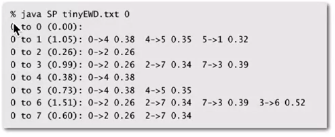 % java SP tinyEWD.txt 0
0 to 0 (0.00):
0 to 1 (1.05): 0->4 0.38 4->5 0.35 5->1 0.32
0 to 2 (0.26): 0->2 0.26
0 to 3 (0.99): 0->2 0.26 2->7 0.34 7->3 0.39
0 to 4 (0.38): 0->4 0.38
0 to 5 (0.73): 0->4 0.38 4->5 0.35
0 to 6 (1.51): 0->2 0.26 2->7 0.34 7->3 0.39 3->6 0.52
0 to 7 (0.60): 0->2 0.26 2->7 0.34